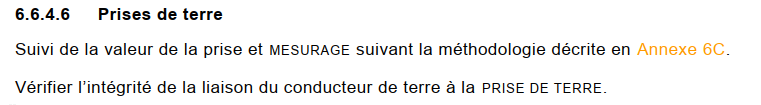 6.6.4.6 Prises de terre
Suivi de la valeur de la prise et MESURAGE suivant la méthodologie décrite en Annexe 6C.
Vérifier l’intégrité de la liaison du conducteur de terre à la PRISE DE TERRE.